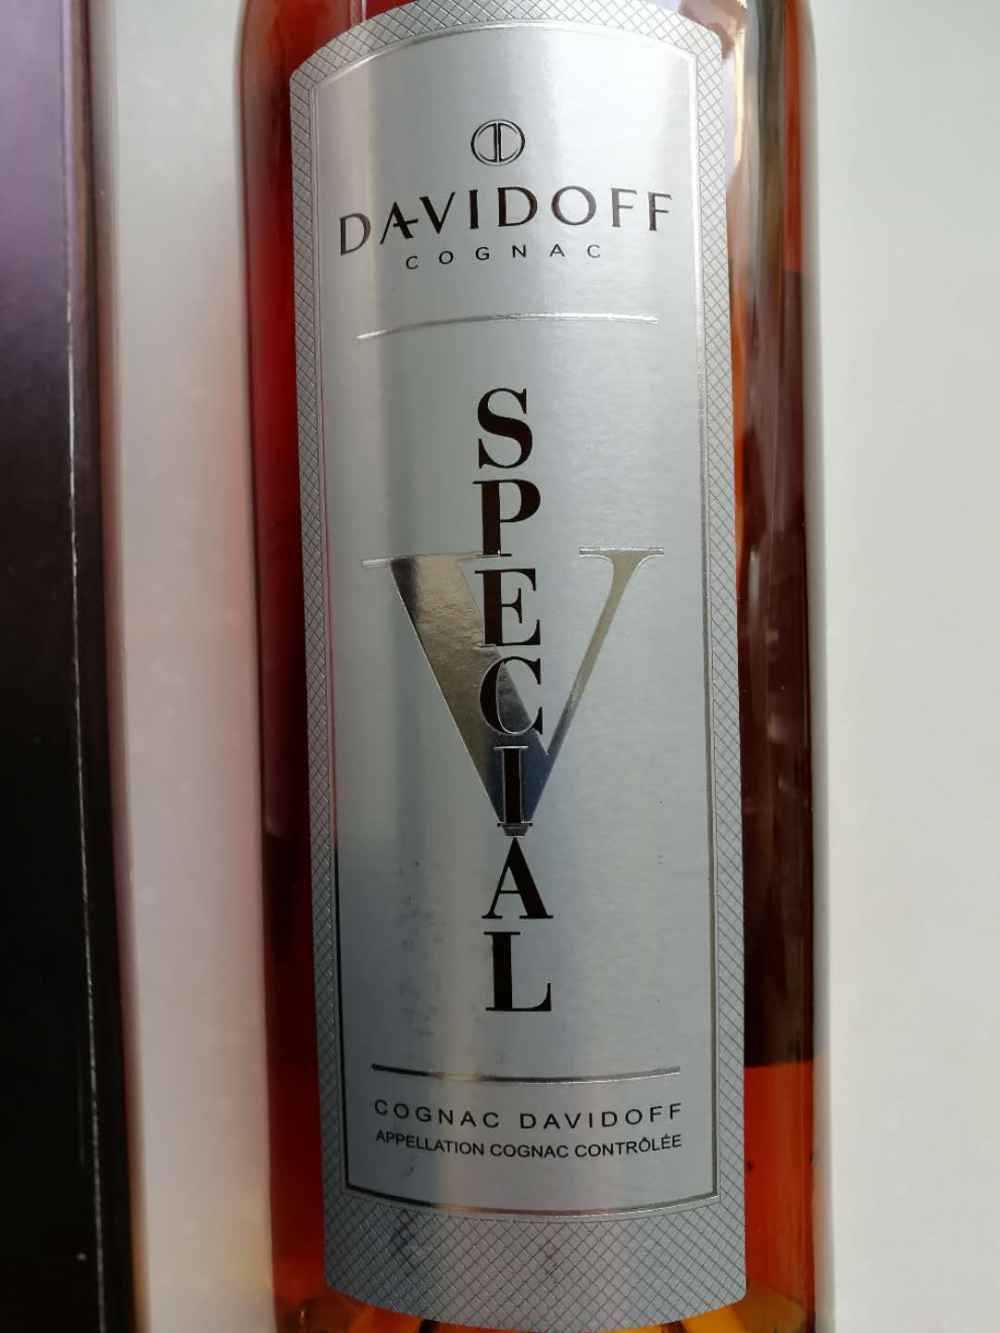 DAVIDOFF
COGNAC
V
SPECIAL
COGNAC DAVIDOFF
APPELLATION COGNAC CONTRÔLÉE